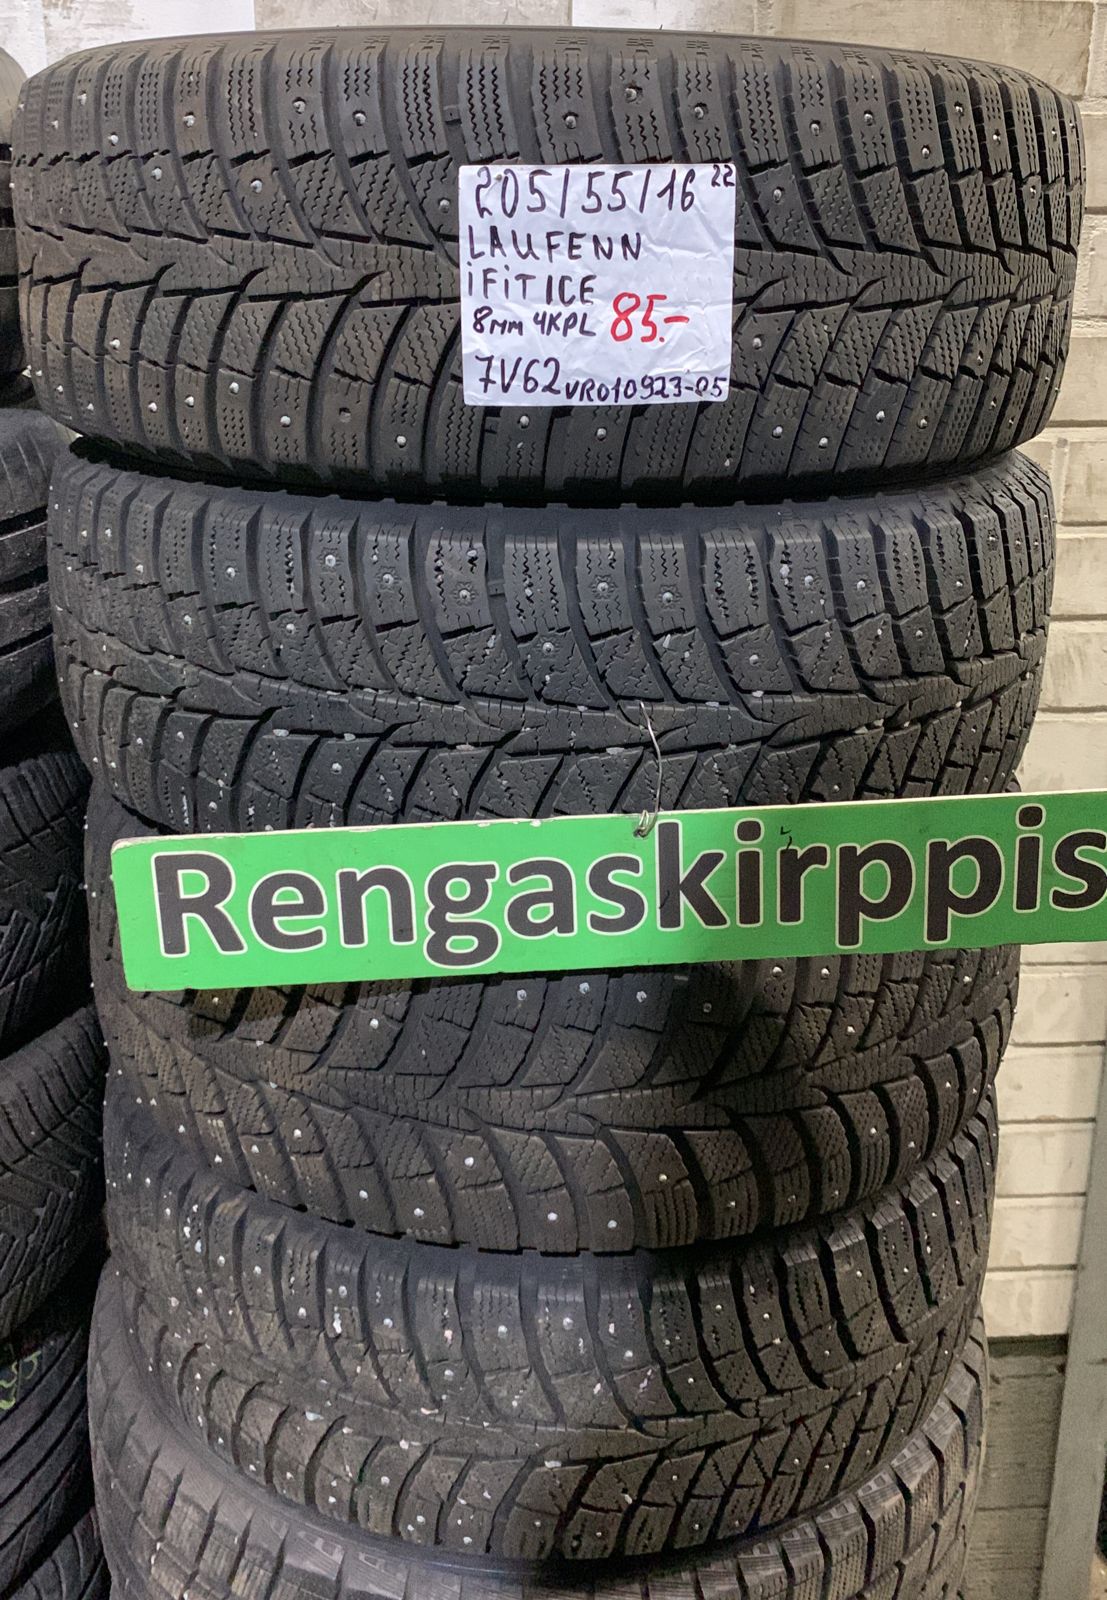 205/55/16 22
LAUFENN
iFiT ICE
8mm 4KPL 85.-
7V62 VR010923-05
Rengaskirppis